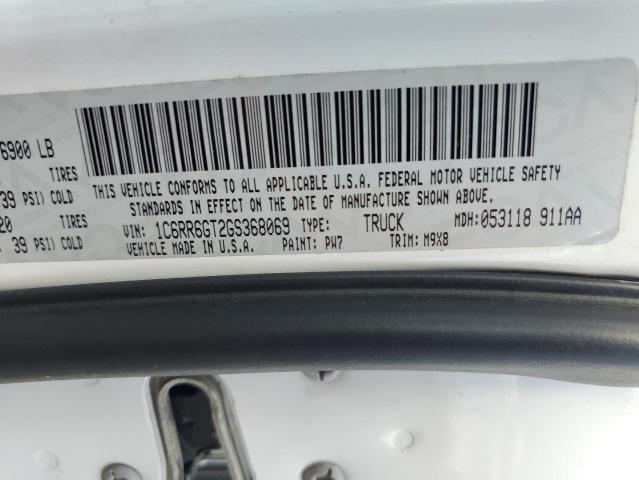 6900 LB
TIRES
39 PSI) COLD
THIS VEHICLE CONFORMS TO ALL APPLICABLE U.S.A. FEDERAL MOTOR VEHICLE SAFETY
STANDARDS IN EFFECT ON THE DATE OF MANUFACTURE SHOWN ABOVE.
20 TIRES
39 PSI) COLD
VIN: 1C6RR6GT2GS368069 TYPE: TRUCK MDH: 053118 911AA
VEHICLE MADE IN U.S.A. PAINT: PW7 TRIM: M9X8